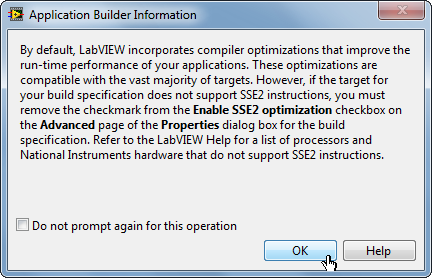 Application Builder Information
By default, LabVIEW incorporates compiler optimizations that improve the
run-time performance of your applications. These optimizations are
compatible with the vast majority of targets. However, if the target for
your build specification does not support SSE2 instructions, you must
remove the checkmark from the Enable SSE2 optimization checkbox on
the Advanced page of the Properties dialog box for the build
specification. Refer to the LabVIEW Help for a list of processors and
National Instruments hardware that do not support SSE2 instructions.
Do not prompt again for this operation
OK Help